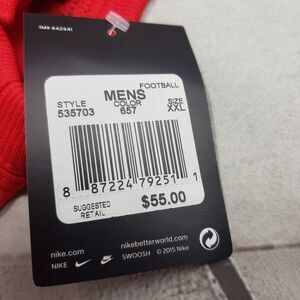 FOOTBALL
MENS
STYLE COLOR SIZE
535703 657 XXL
8 87224 79251 1
SUGGESTED
RETAIL $55.00
nike.com nikebetterworld.com
NIKE SWOOSH © 2015 Nike